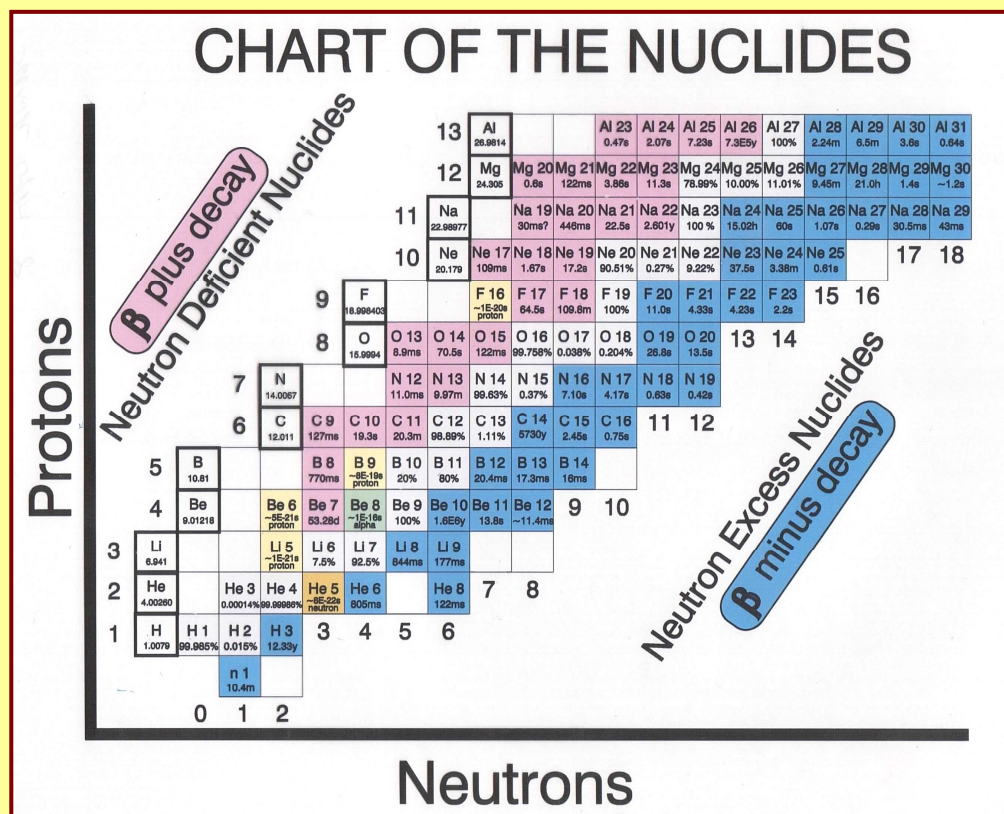 CHART OF THE NUCLIDES
β plus decay
Neutron Deficient Nuclides
Protons
13 Al Al 23 Al 24 Al 25 Al 26 Al 27 Al 28 Al 29 Al 30 Al 31
26.9814 0.47s 2.07s 7.23s 7.3E5y 100% 2.24m 6.5m 3.6s 0.64s
12 Mg Mg 20 Mg 21 Mg 22 Mg 23 Mg 24 Mg 25 Mg 26 Mg 27 Mg 28 Mg 29 Mg 30
24.305 0.6s 122ms 3.86s 11.3s 78.99% 10.00% 11.01% 9.45m 21.0h 1.4s ~1.2s
11 Na Na 19 Na 20 Na 21 Na 22 Na 23 Na 24 Na 25 Na 26 Na 27 Na 28 Na 29
22.98977 30ms? 446ms 22.5s 2.601y 100 % 15.02h 60s 1.07s 0.29s 30.5ms 43ms
10 Ne Ne 17 Ne 18 Ne 19 Ne 20 Ne 21 Ne 22 Ne 23 Ne 24 Ne 25 17 18
20.179 109ms 1.67s 17.2s 90.51% 0.27% 9.22% 37.5s 3.38m 0.61s
9 F F 16 F 17 F 18 F 19 F 20 F 21 F 22 F 23 15 16
18.998403 ~1E-20s 64.5s 109.8m 100% 11.0s 4.33s 4.23s 2.2s
proton
8 O O 13 O 14 O 15 O 16 O 17 O 18 O 19 O 20 13 14
15.9994 8.9ms 70.5s 122ms 99.758% 0.038% 0.204% 26.8s 13.5s
7 N N 12 N 13 N 14 N 15 N 16 N 17 N 18 N 19
14.0067 11.0ms 9.97m 99.63% 0.37% 7.10s 4.17s 0.63s 0.42s
6 C C 9 C 10 C 11 C 12 C 13 C 14 C 15 C 16 11 12
12.011 127ms 19.3s 20.3m 98.89% 1.11% 5730y 2.45s 0.75s
5 B B 8 B 9 B 10 B 11 B 12 B 13 B 14
10.81 770ms ~8E-19s 20% 80% 20.4ms 17.3ms 16ms
proton
4 Be Be 6 Be 7 Be 8 Be 9 Be 10 Be 11 Be 12 9 10
9.01218 ~5E-21s 53.28d ~1E-16s 100% 1.6E6y 13.8s ~11.4ms
proton alpha
3 Li Li 5 Li 6 Li 7 Li 8 Li 9
6.941 ~1E-21s 7.5% 92.5% 844ms 177ms
proton
2 He He 3 He 4 He 5 He 6 He 8 7 8
4.00260 0.00014% 99.99986% ~8E-22s 805ms 122ms
neutron
1 H H 1 H 2 H 3 3 4 5 6
1.0079 99.985% 0.015% 12.33y
n 1
10.4m
0 1 2
Neutron Excess Nuclides
β minus decay
Neutrons